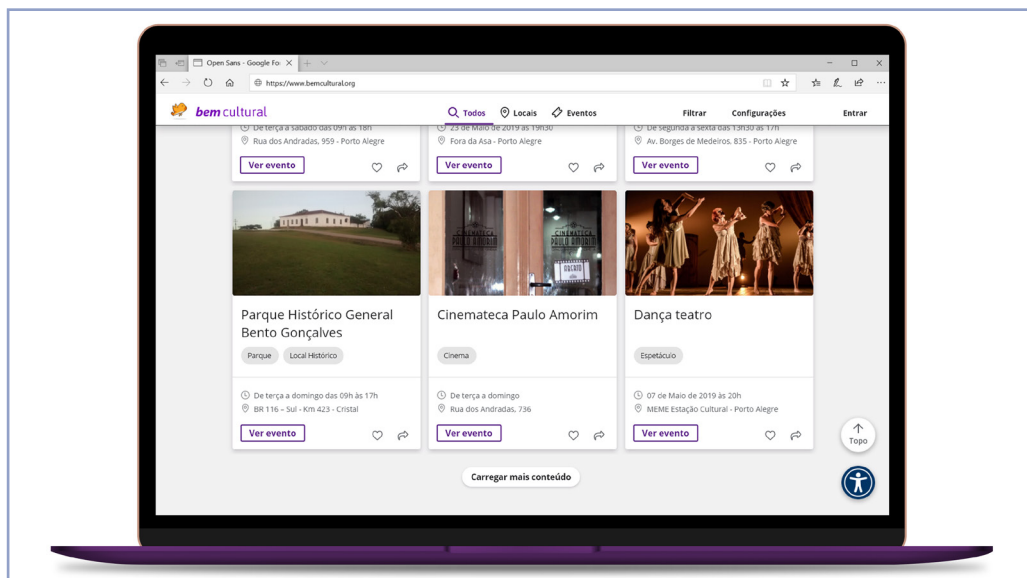 Open Sans - Google Fo
https://www.bemcultural.org
bem cultural
Todos
Locais
Eventos
Filtrar
Configurações
Entrar
De terça a sábado das 09h às 18h
Rua dos Andradas, 959 - Porto Alegre
Ver evento
23 de Maio de 2019 às 19h30
Fora da Asa - Porto Alegre
Ver evento
De segunda a sexta das 13h30 às 17h
Av. Borges de Medeiros, 835 - Porto Alegre
Ver evento
Parque Histórico General
Bento Gonçalves
Parque
Local Histórico
De terça a domingo das 09h às 17h
BR 116 – Sul - Km 423 - Cristal
Ver evento
CINEMATECA
PAULO AMORIM
CINEMATECA
PAULO AMORIM
Cinemateca Paulo Amorim
Cinema
De terça a domingo
Rua dos Andradas, 736
Ver evento
Dança teatro
Espetáculo
07 de Maio de 2019 às 20h
MEME Estação Cultural - Porto Alegre
Ver evento
Topo
Carregar mais conteúdo